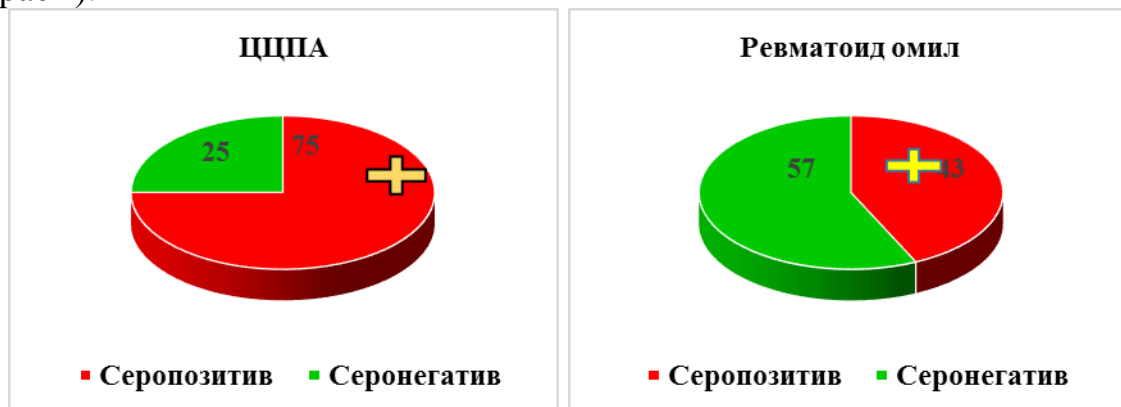 ЦЦПА
25
75
Серопозитив
Серонегатив
Ревматоид омил
57
43
Серопозитив
Серонегатив